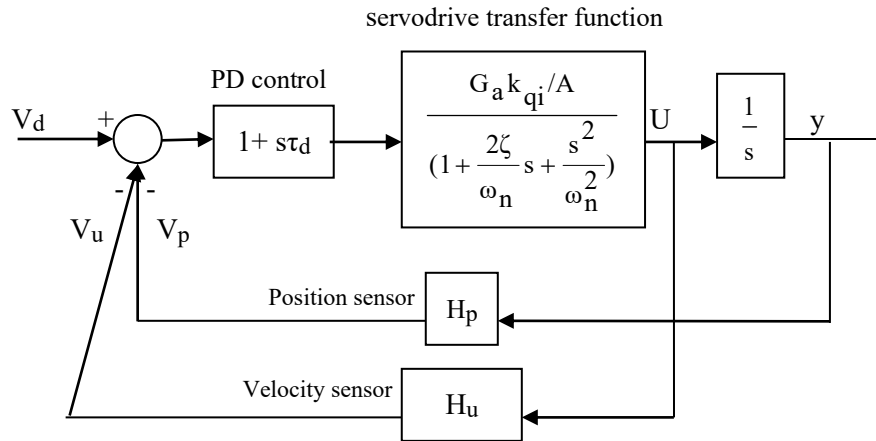 servodrive transfer function
PD control
V_d
+
- -
1+ sτ_d
G_a k_qi /A
(1 + 2ζ/ω_n s + s^2/ω_n^2)
U
1/s
y
V_u
V_p
Position sensor
H_p
Velocity sensor
H_u